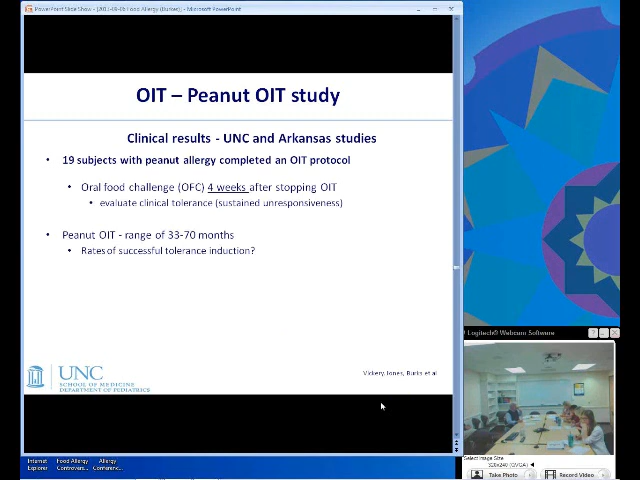 PowerPoint Slide Show - [2013-09-06 Food Allergy (Burkes)] - Microsoft PowerPoint
OIT – Peanut OIT study
Clinical results - UNC and Arkansas studies
• 19 subjects with peanut allergy completed an OIT protocol
• Oral food challenge (OFC) 4 weeks after stopping OIT
• evaluate clinical tolerance (sustained unresponsiveness)
• Peanut OIT - range of 33-70 months
• Rates of successful tolerance induction?
Vickery, Jones, Burks et al
UNC
SCHOOL OF MEDICINE
DEPARTMENT OF PEDIATRICS
Logitech® Webcam Software
Select Image Size
320x240 (QVGA)
Take Photo
Record Video
Internet Explorer
Food Allergy Controvers...
Allergy Conferenc...